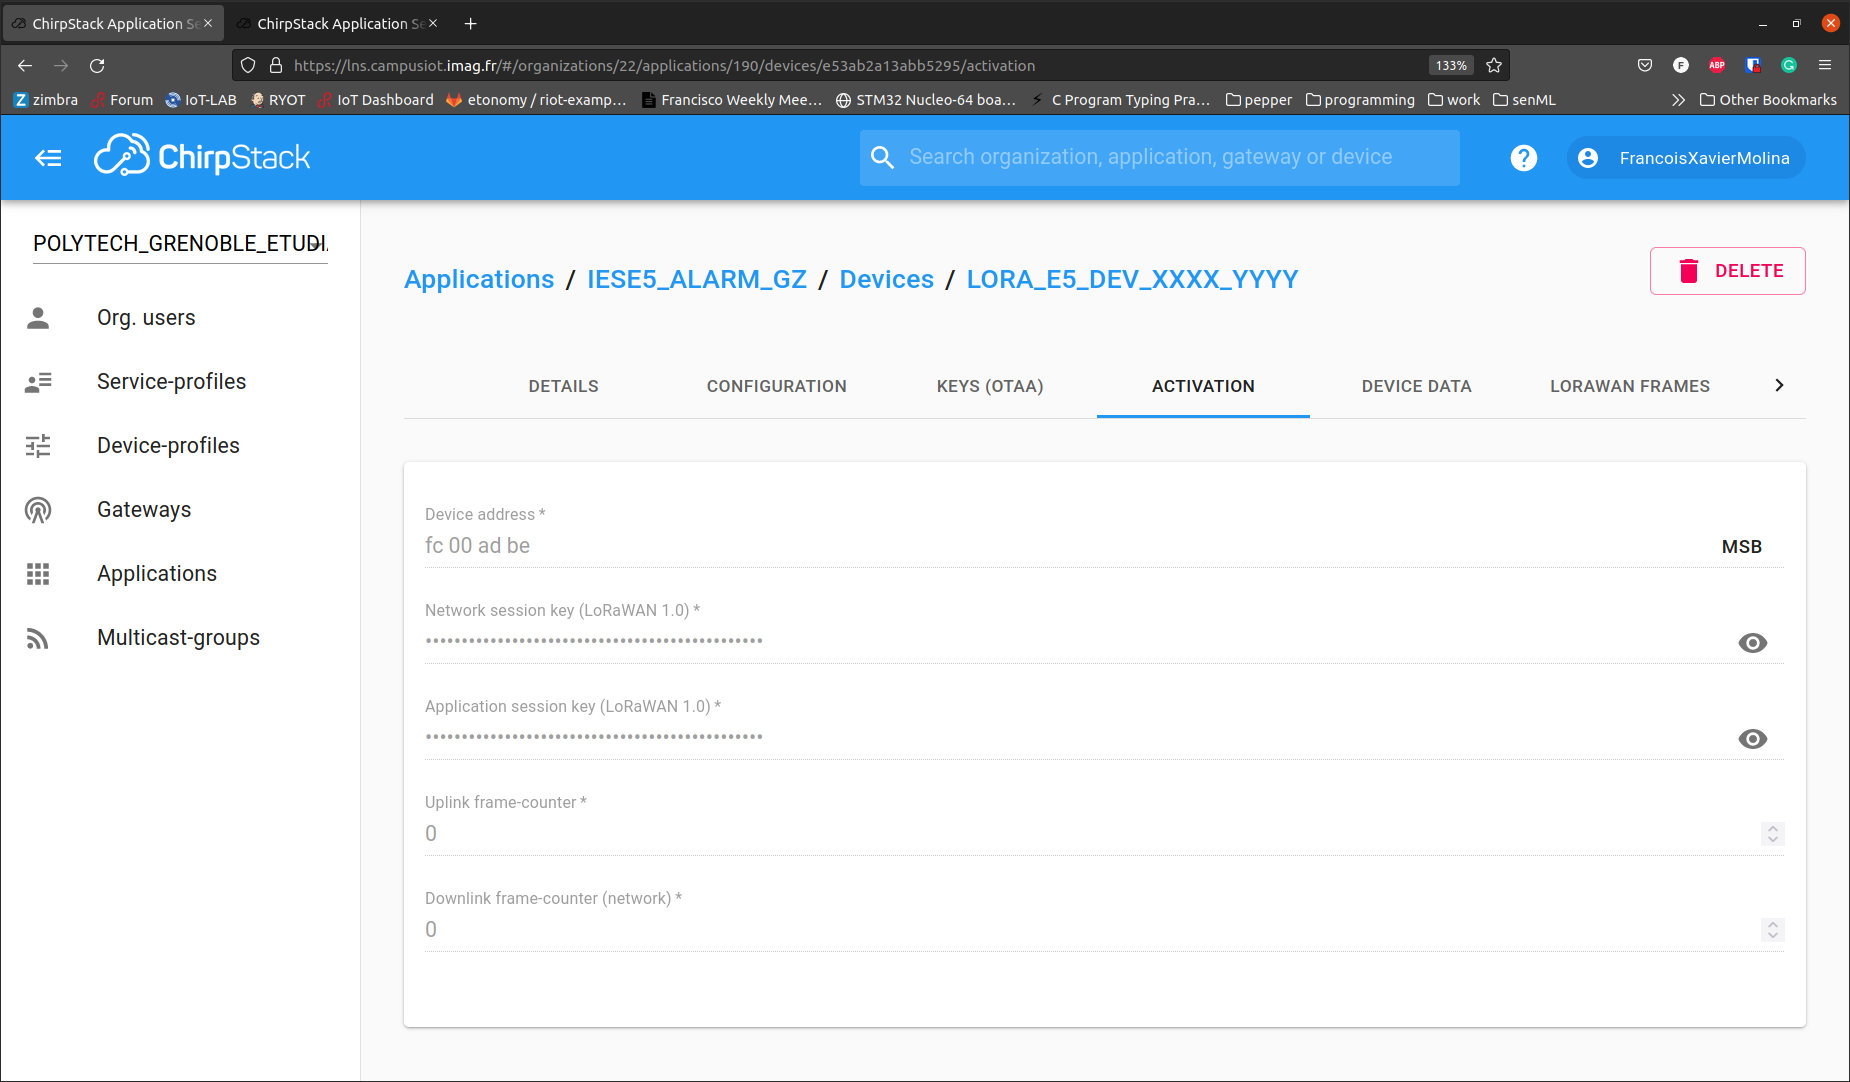 ChirpStack Application Se
ChirpStack Application Se
https://lns.campusiot.imag.fr/#/organizations/22/applications/190/devices/e53ab2a13abb5295/activation
133%
F
ABP
G
Z zimbra
Forum
IoT-LAB
RYOT
IoT Dashboard
etonomy / riot-examp…
Francisco Weekly Mee…
STM32 Nucleo-64 boa…
C Program Typing Pra…
pepper
programming
work
senML
Other Bookmarks
ChirpStack
Search organization, application, gateway or device
?
FrancoisXavierMolina
POLYTECH_GRENOBLE_ETUDI
Org. users
Service-profiles
Device-profiles
Gateways
Applications
Multicast-groups
Applications / IESE5_ALARM_GZ / Devices / LORA_E5_DEV_XXXX_YYYY
DELETE
DETAILS
CONFIGURATION
KEYS (OTAA)
ACTIVATION
DEVICE DATA
LORAWAN FRAMES
Device address *
fc 00 ad be
MSB
Network session key (LoRaWAN 1.0) *
•••••••••••••••••••••••••••••••••••••••••••••••
Application session key (LoRaWAN 1.0) *
•••••••••••••••••••••••••••••••••••••••••••••••
Uplink frame-counter *
0
Downlink frame-counter (network) *
0